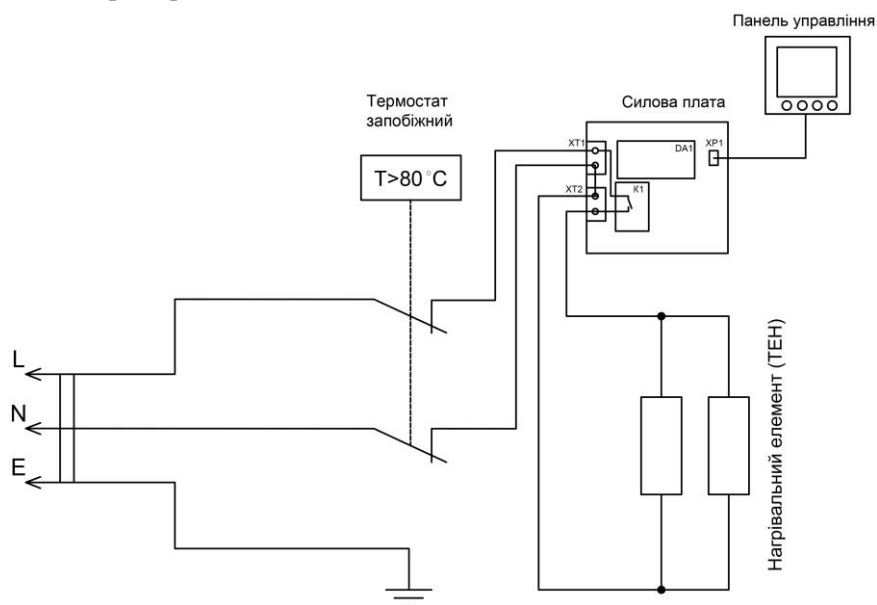 Панель управління
Термостат
запобіжний
Силова плата
XT1
DA1
XP1
T>80°C
XT2
K1
L
N
E
Нагрівальний елемент (ТЕН)